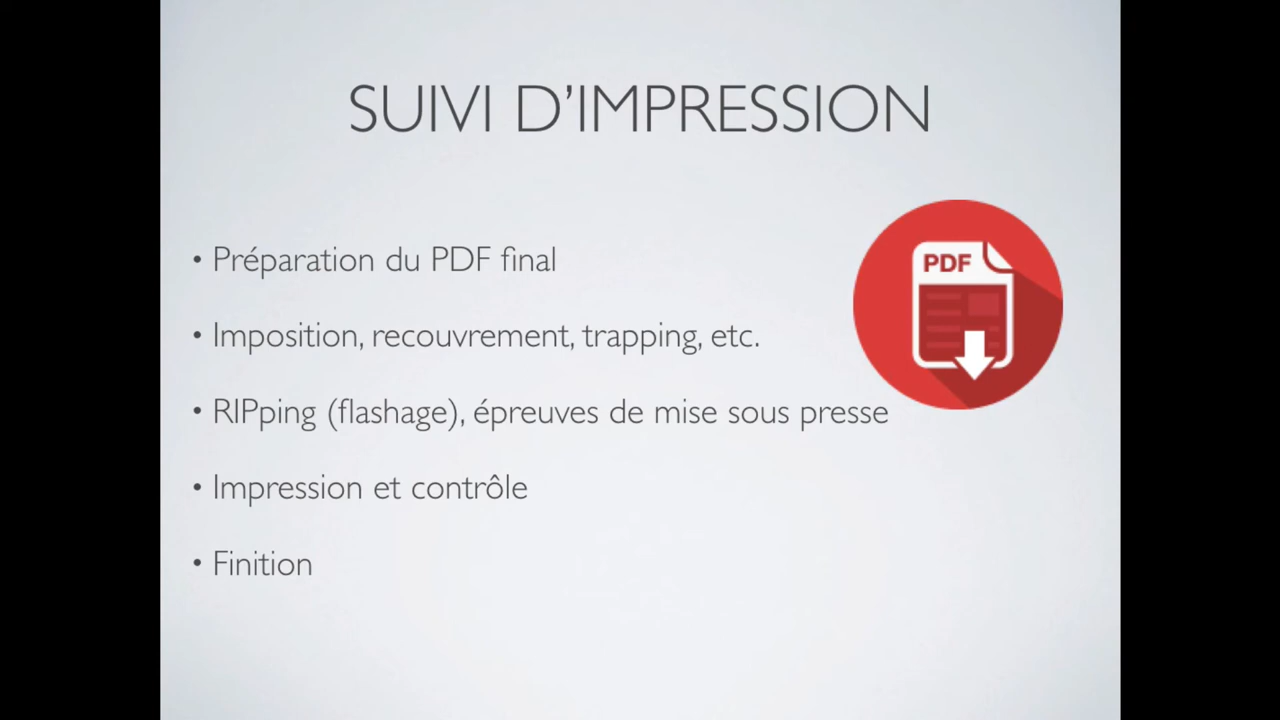 SUIVI D’IMPRESSION
• Préparation du PDF final
PDF
• Imposition, recouvrement, trapping, etc.
• RIPping (flashage), épreuves de mise sous presse
• Impression et contrôle
• Finition